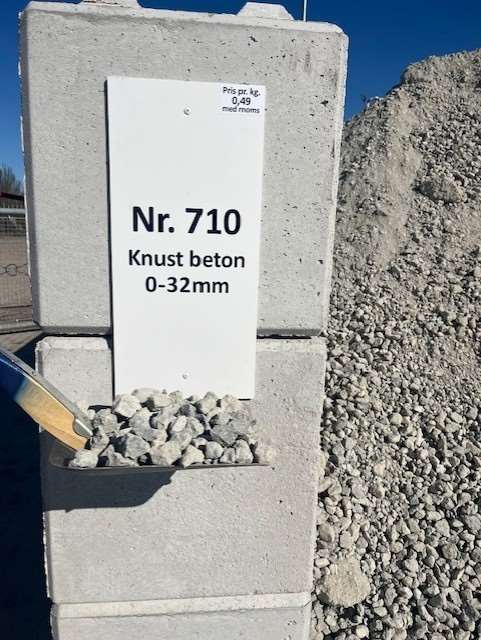 Pris pr. kg.
0,49
med moms
Nr. 710
Knust beton
0-32mm